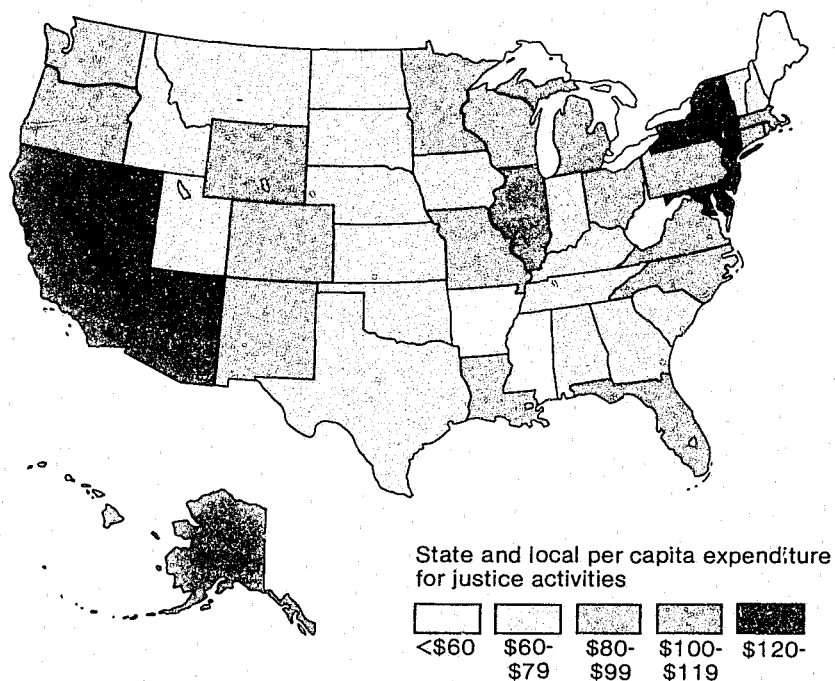 State and local per capita expenditure
for justice activities
<$60 $60- $80- $100- $120-
$79 $99 $119